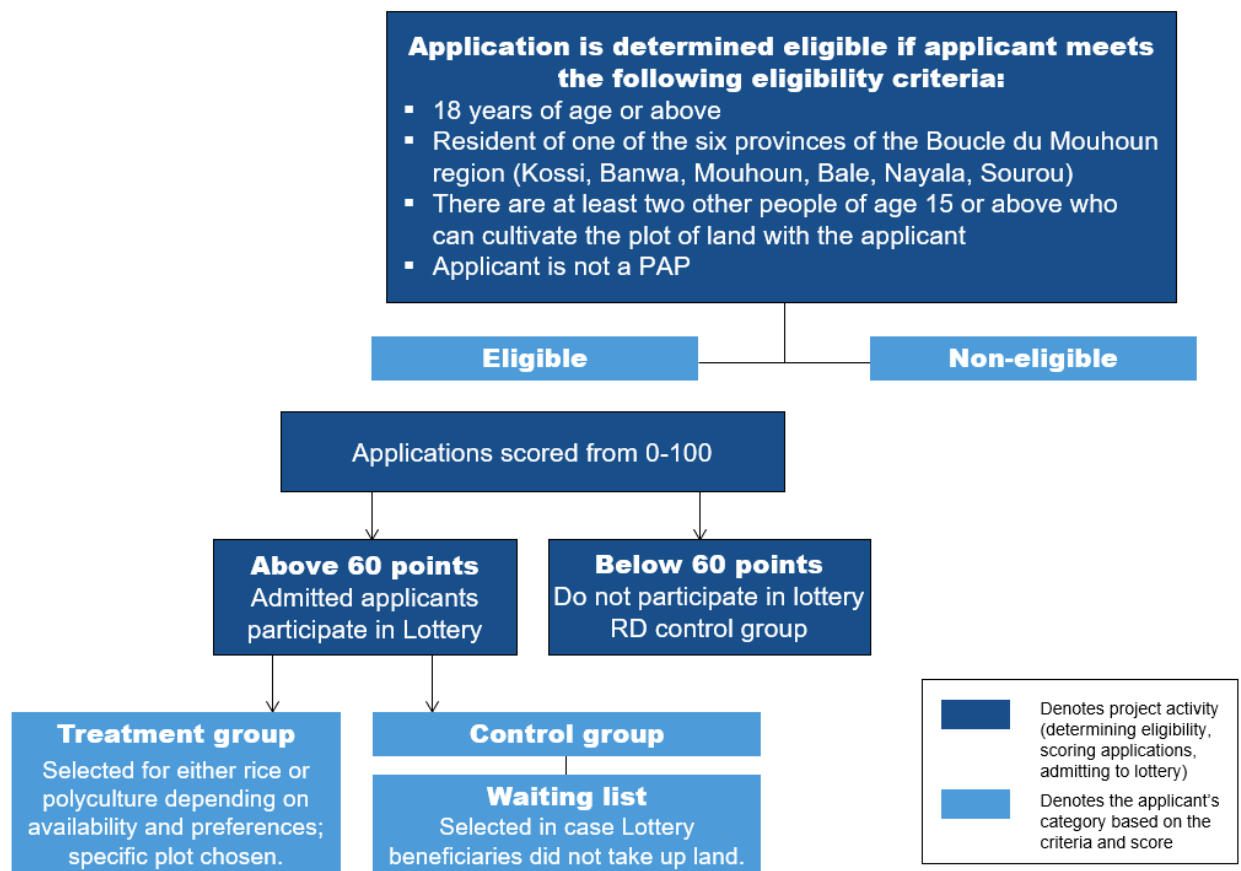 Application is determined eligible if applicant meets
the following eligibility criteria:
▪ 18 years of age or above
▪ Resident of one of the six provinces of the Boucle du Mouhoun
region (Kossi, Banwa, Mouhoun, Bale, Nayala, Sourou)
▪ There are at least two other people of age 15 or above who
can cultivate the plot of land with the applicant
▪ Applicant is not a PAP
Eligible
Non-eligible
Applications scored from 0-100
Above 60 points
Admitted applicants
participate in Lottery
Below 60 points
Do not participate in lottery
RD control group
Treatment group
Selected for either rice or
polyculture depending on
availability and preferences;
specific plot chosen.
Control group
Waiting list
Selected in case Lottery
beneficiaries did not take up land.
Denotes project activity
(determining eligibility,
scoring applications,
admitting to lottery)
Denotes the applicant's
category based on the
criteria and score